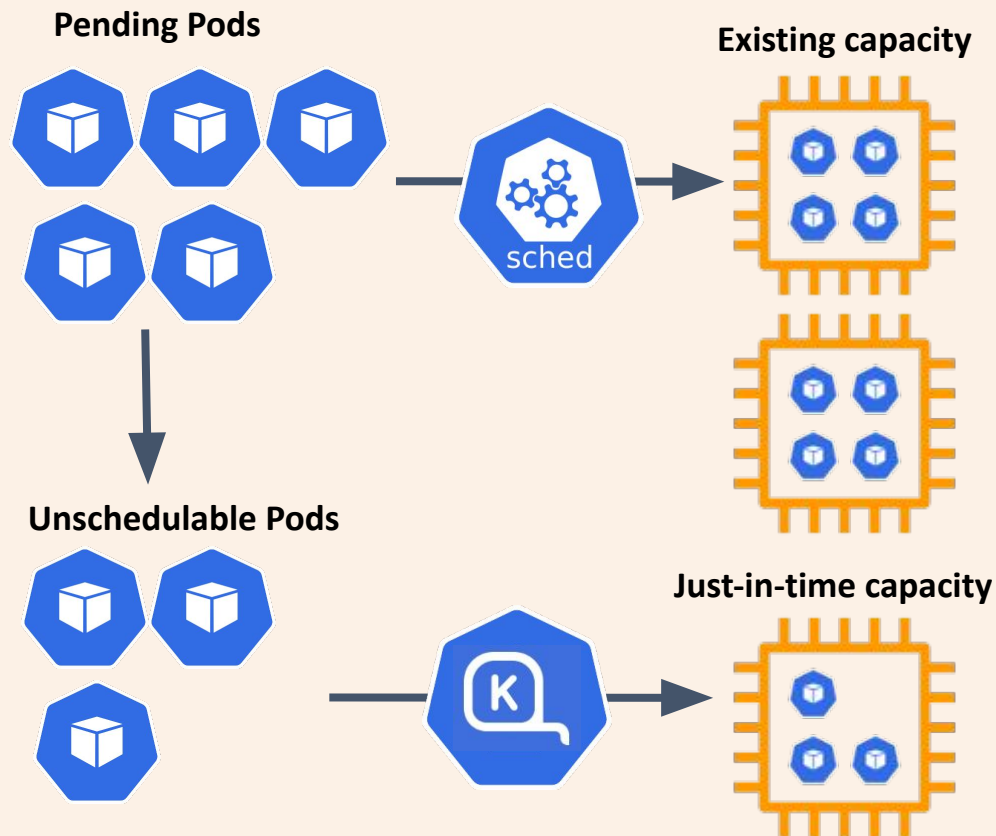 Pending Pods
Existing capacity
sched
Unschedulable Pods
Just-in-time capacity
K